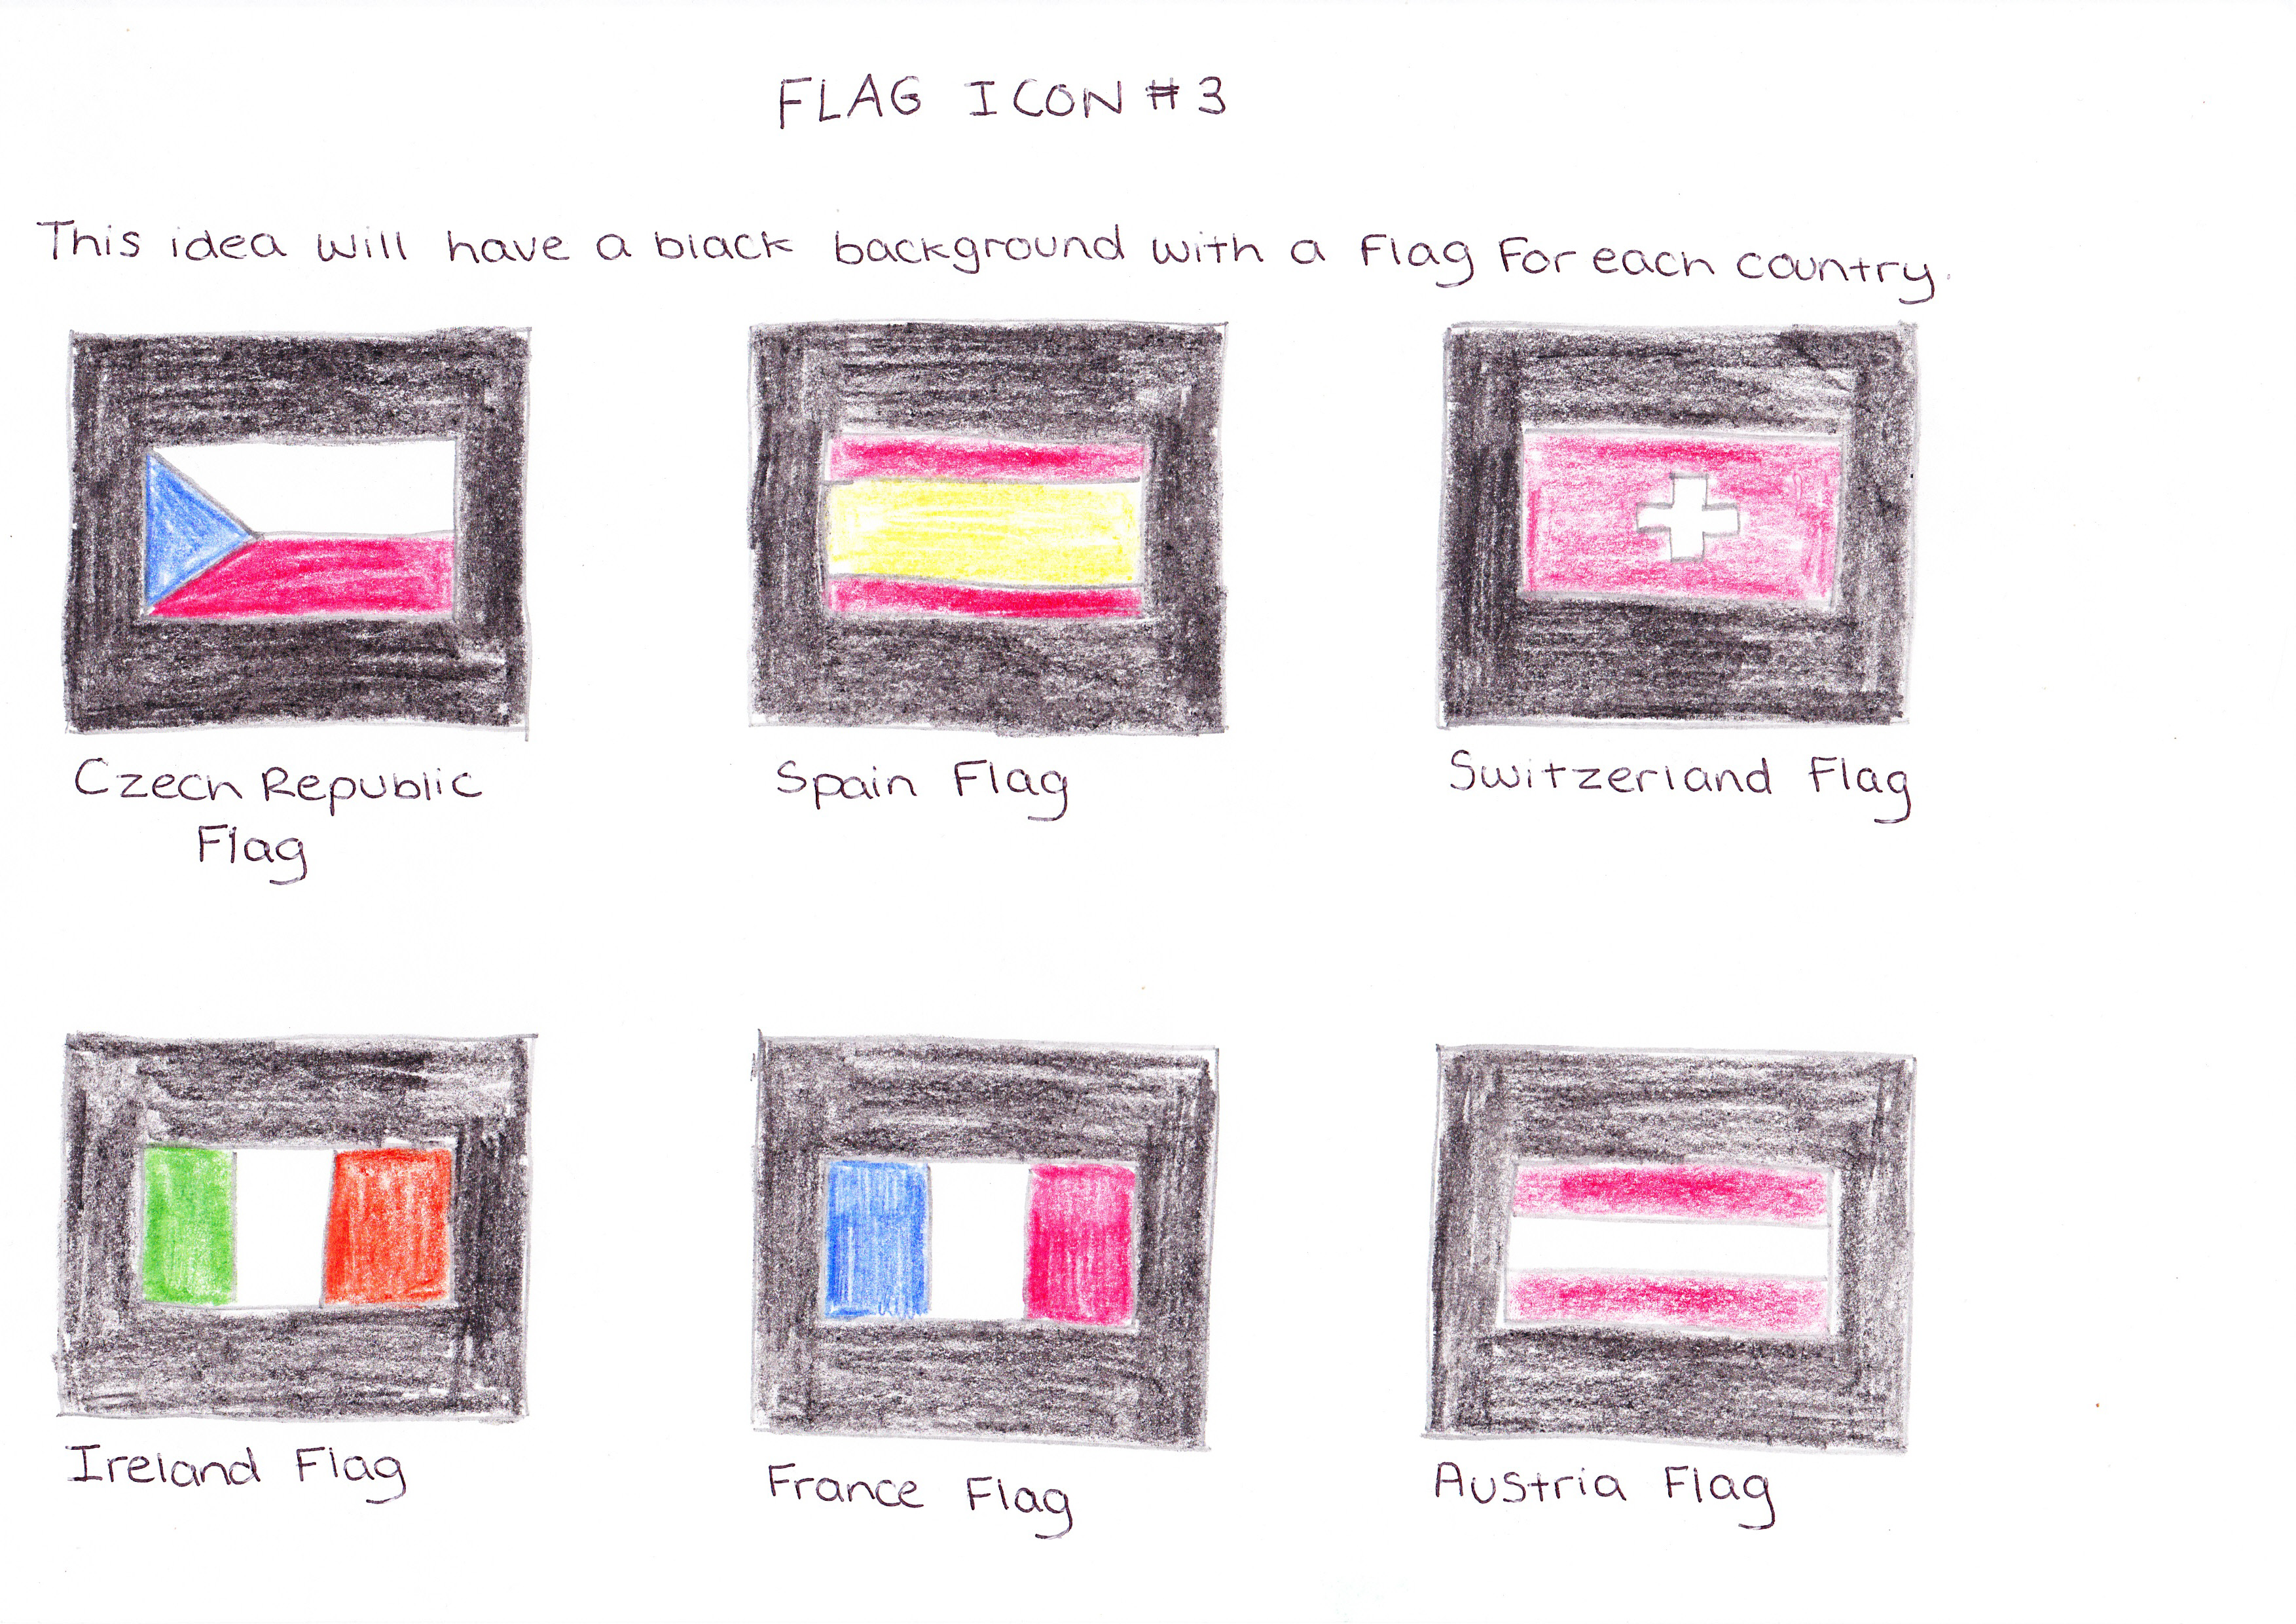 FLAG ICON #3
This idea will have a black background with a Flag For each country.
Czech Republic
Flag
Spain Flag
Switzerland Flag
Ireland Flag
France Flag
Austria Flag